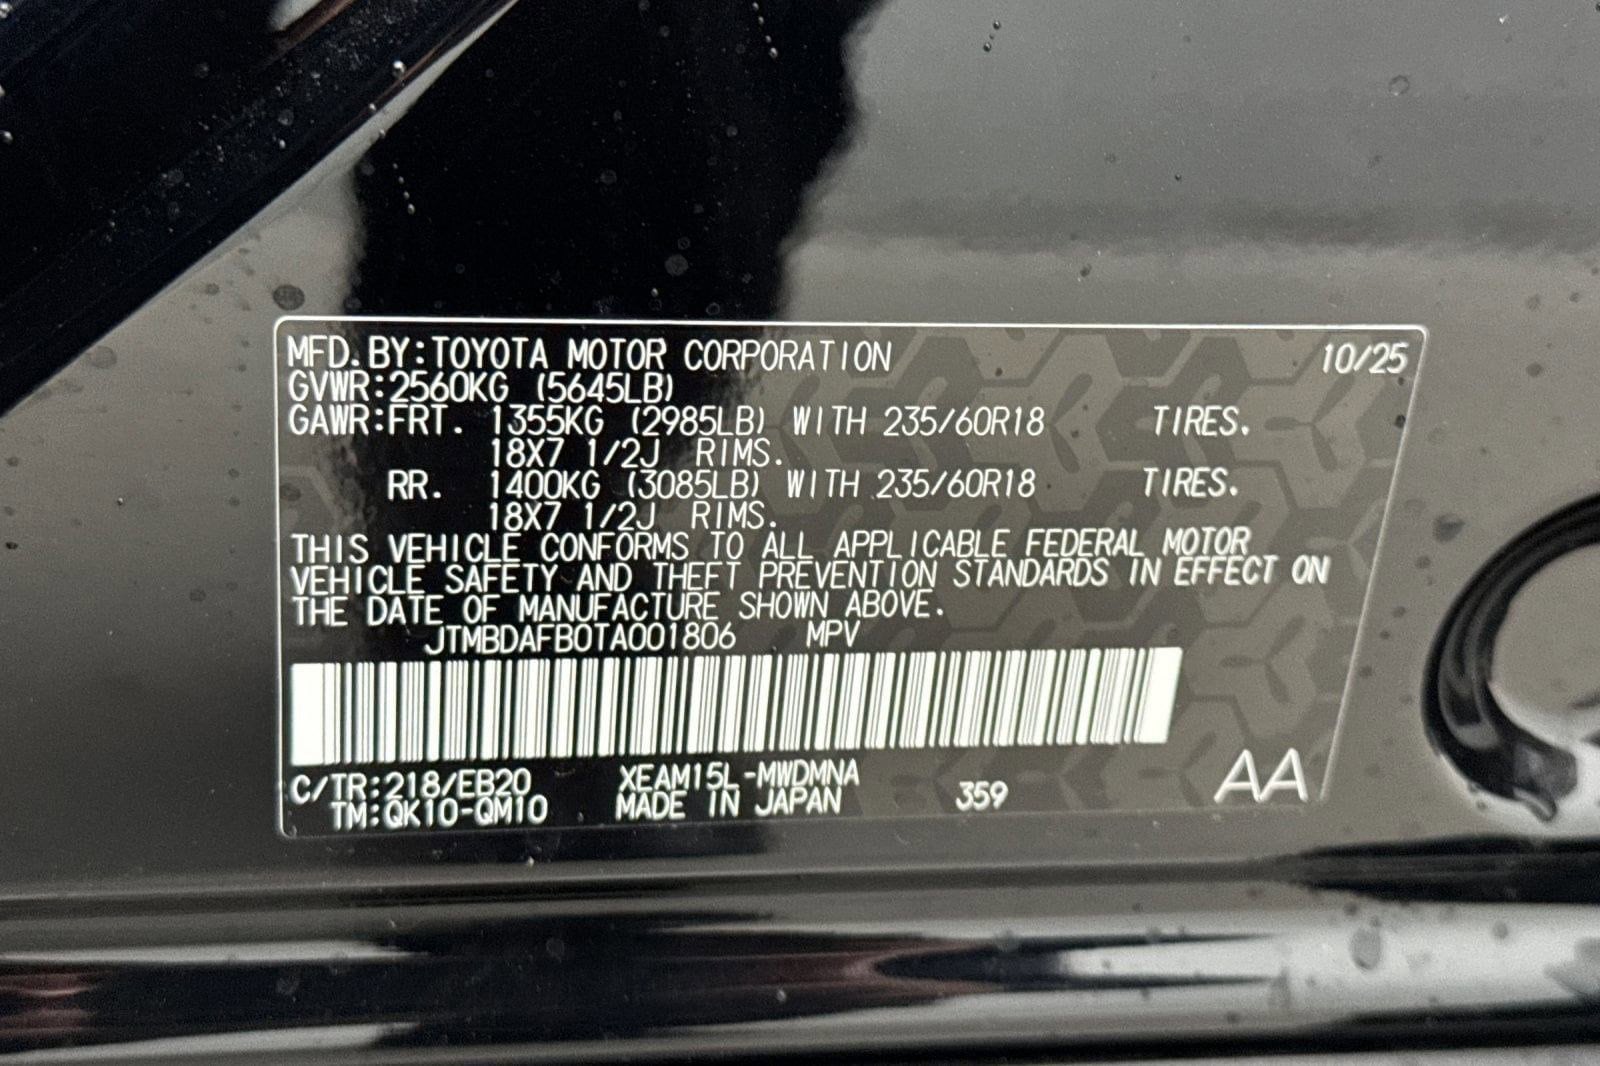 MFD.BY:TOYOTA MOTOR CORPORATION 10/25
GVWR:2560KG (5645LB)
GAWR:FRT. 1355KG (2985LB) WITH 235/60R18 TIRES.
18X7 1/2J RIMS.
RR. 1400KG (3085LB) WITH 235/60R18 TIRES.
18X7 1/2J RIMS.
THIS VEHICLE CONFORMS TO ALL APPLICABLE FEDERAL MOTOR
VEHICLE SAFETY AND THEFT PREVENTION STANDARDS IN EFFECT ON
THE DATE OF MANUFACTURE SHOWN ABOVE.
JTMBDAFB0TA001806 MPV
C/TR:218/EB20 XEAM15L-MWDMNA
TM:QK10-QM10 MADE IN JAPAN 359 AA